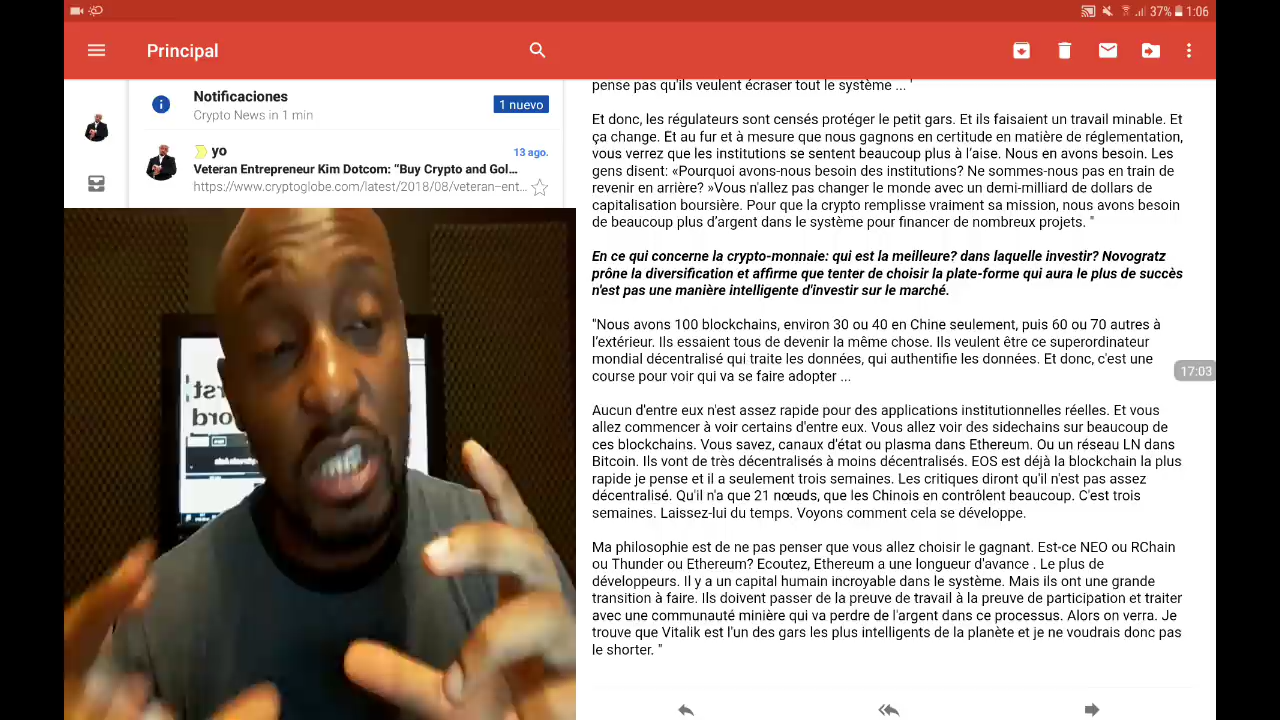 37% 1:06
Principal
Notificaciones
Crypto News in 1 min
1 nuevo
yo
13 ago.
Veteran Entrepreneur Kim Dotcom: “Buy Crypto and Gol...
https://www.cryptoglobe.com/latest/2018/08/veteran-ent...
pense pas qu'ils veulent écraser tout le système ... "
Et donc, les régulateurs sont censés protéger le petit gars. Et ils faisaient un travail minable. Et
ça change. Et au fur et à mesure que nous gagnons en certitude en matière de réglementation,
vous verrez que les institutions se sentent beaucoup plus à l’aise. Nous en avons besoin. Les
gens disent: «Pourquoi avons-nous besoin des institutions? Ne sommes-nous pas en train de
revenir en arrière? »Vous n'allez pas changer le monde avec un demi-milliard de dollars de
capitalisation boursière. Pour que la crypto remplisse vraiment sa mission, nous avons besoin
de beaucoup plus d’argent dans le système pour financer de nombreux projets. "
En ce qui concerne la crypto-monnaie: qui est la meilleure? dans laquelle investir? Novogratz
prône la diversification et affirme que tenter de choisir la plate-forme qui aura le plus de succès
n'est pas une manière intelligente d'investir sur le marché.
"Nous avons 100 blockchains, environ 30 ou 40 en Chine seulement, puis 60 ou 70 autres à
l’extérieur. Ils essaient tous de devenir la même chose. Ils veulent être ce superordinateur
mondial décentralisé qui traite les données, qui authentifie les données. Et donc, c'est une
course pour voir qui va se faire adopter ...
17:03
Aucun d'entre eux n'est assez rapide pour des applications institutionnelles réelles. Et vous
allez commencer à voir certains d'entre eux. Vous allez voir des sidechains sur beaucoup de
ces blockchains. Vous savez, canaux d'état ou plasma dans Ethereum. Ou un réseau LN dans
Bitcoin. Ils vont de très décentralisés à moins décentralisés. EOS est déjà la blockchain la plus
rapide je pense et il a seulement trois semaines. Les critiques diront qu'il n'est pas assez
décentralisé. Qu'il n'a que 21 nœuds, que les Chinois en contrôlent beaucoup. C'est trois
semaines. Laissez-lui du temps. Voyons comment cela se développe.
Ma philosophie est de ne pas penser que vous allez choisir le gagnant. Est-ce NEO ou RChain
ou Thunder ou Ethereum? Ecoutez, Ethereum a une longueur d'avance . Le plus de
développeurs. Il y a un capital humain incroyable dans le système. Mais ils ont une grande
transition à faire. Ils doivent passer de la preuve de travail à la preuve de participation et traiter
avec une communauté minière qui va perdre de l'argent dans ce processus. Alors on verra. Je
trouve que Vitalik est l'un des gars les plus intelligents de la planète et je ne voudrais donc pas
le shorter. "